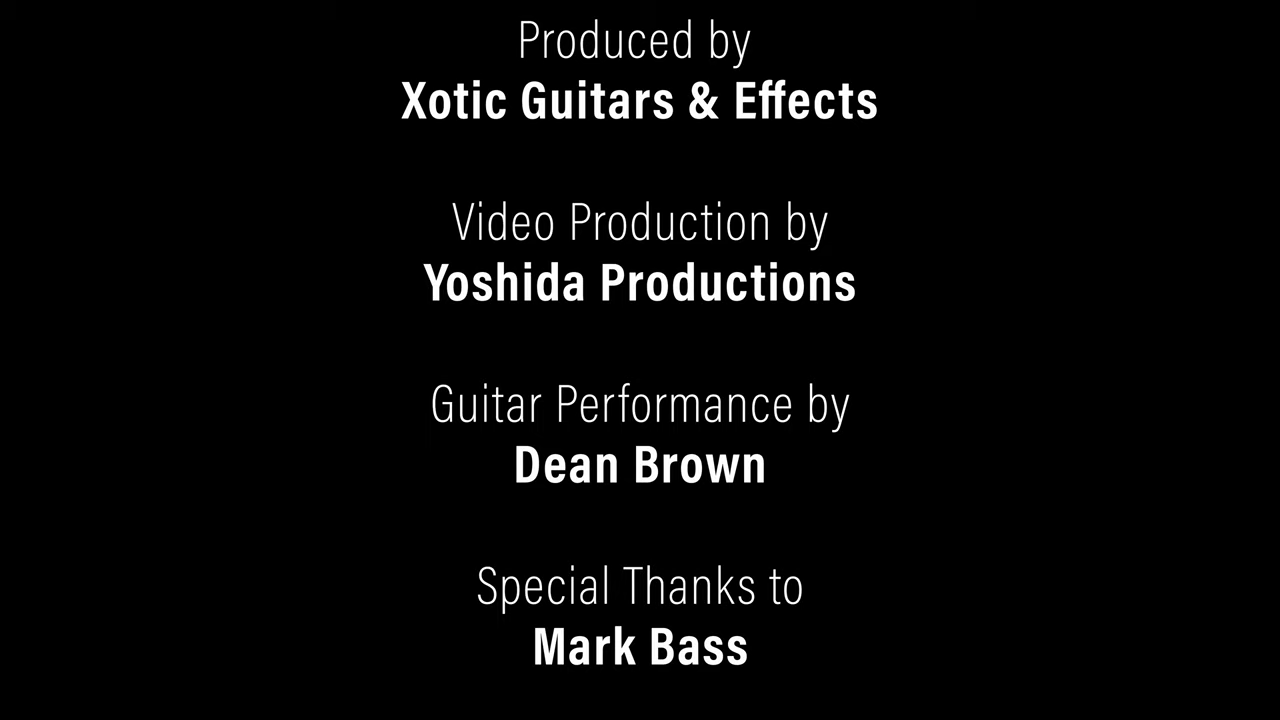 Produced by
Xotic Guitars & Effects
Video Production by
Yoshida Productions
Guitar Performance by
Dean Brown
Special Thanks to
Mark Bass